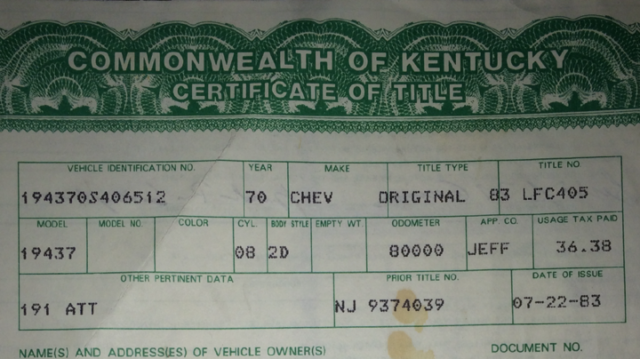 COMMONWEALTH OF KENTUCKY
CERTIFICATE OF TITLE
VEHICLE IDENTIFICATION NO. YEAR MAKE TITLE TYPE TITLE NO.
194370S406512 70 CHEV ORIGINAL 83 LFC405
MODEL MODEL NO. COLOR CYL. BODY STYLE EMPTY WT ODOMETER APP. CO. USAGE TAX PAID
19437 08 2D 80000 JEFF 36.38
OTHER PERTINENT DATA PRIOR TITLE NO. DATE OF ISSUE
191 ATT NJ 9374039 07-22-83
NAME(S) AND ADDRESS(ES) OF VEHICLE OWNER(S) DOCUMENT NO.